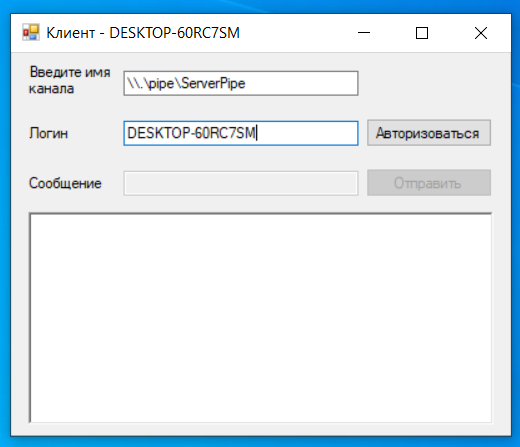 Клиент - DESKTOP-60RC7SM
Введите имя
канала
\\.\pipe\ServerPipe
Логин
DESKTOP-60RC7SM
Авторизоваться
Сообщение
Отправить